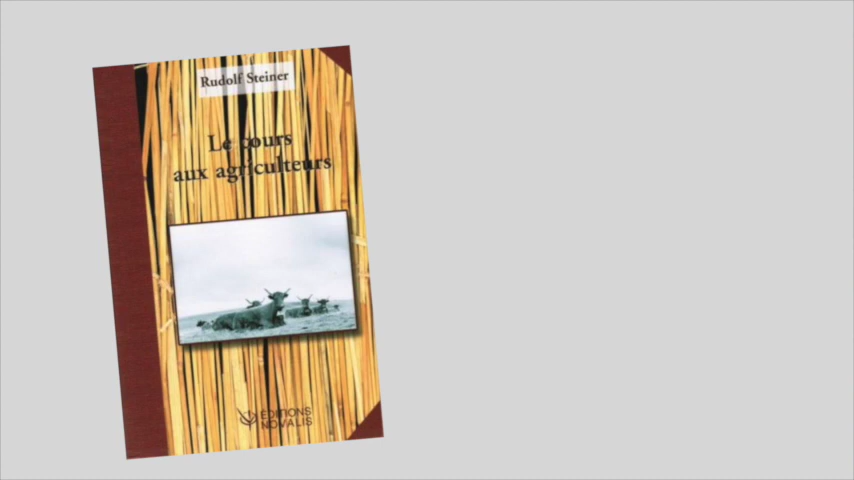 Rudolf Steiner
Le cours
aux agriculteurs
ÉDITIONS
NOVALIS